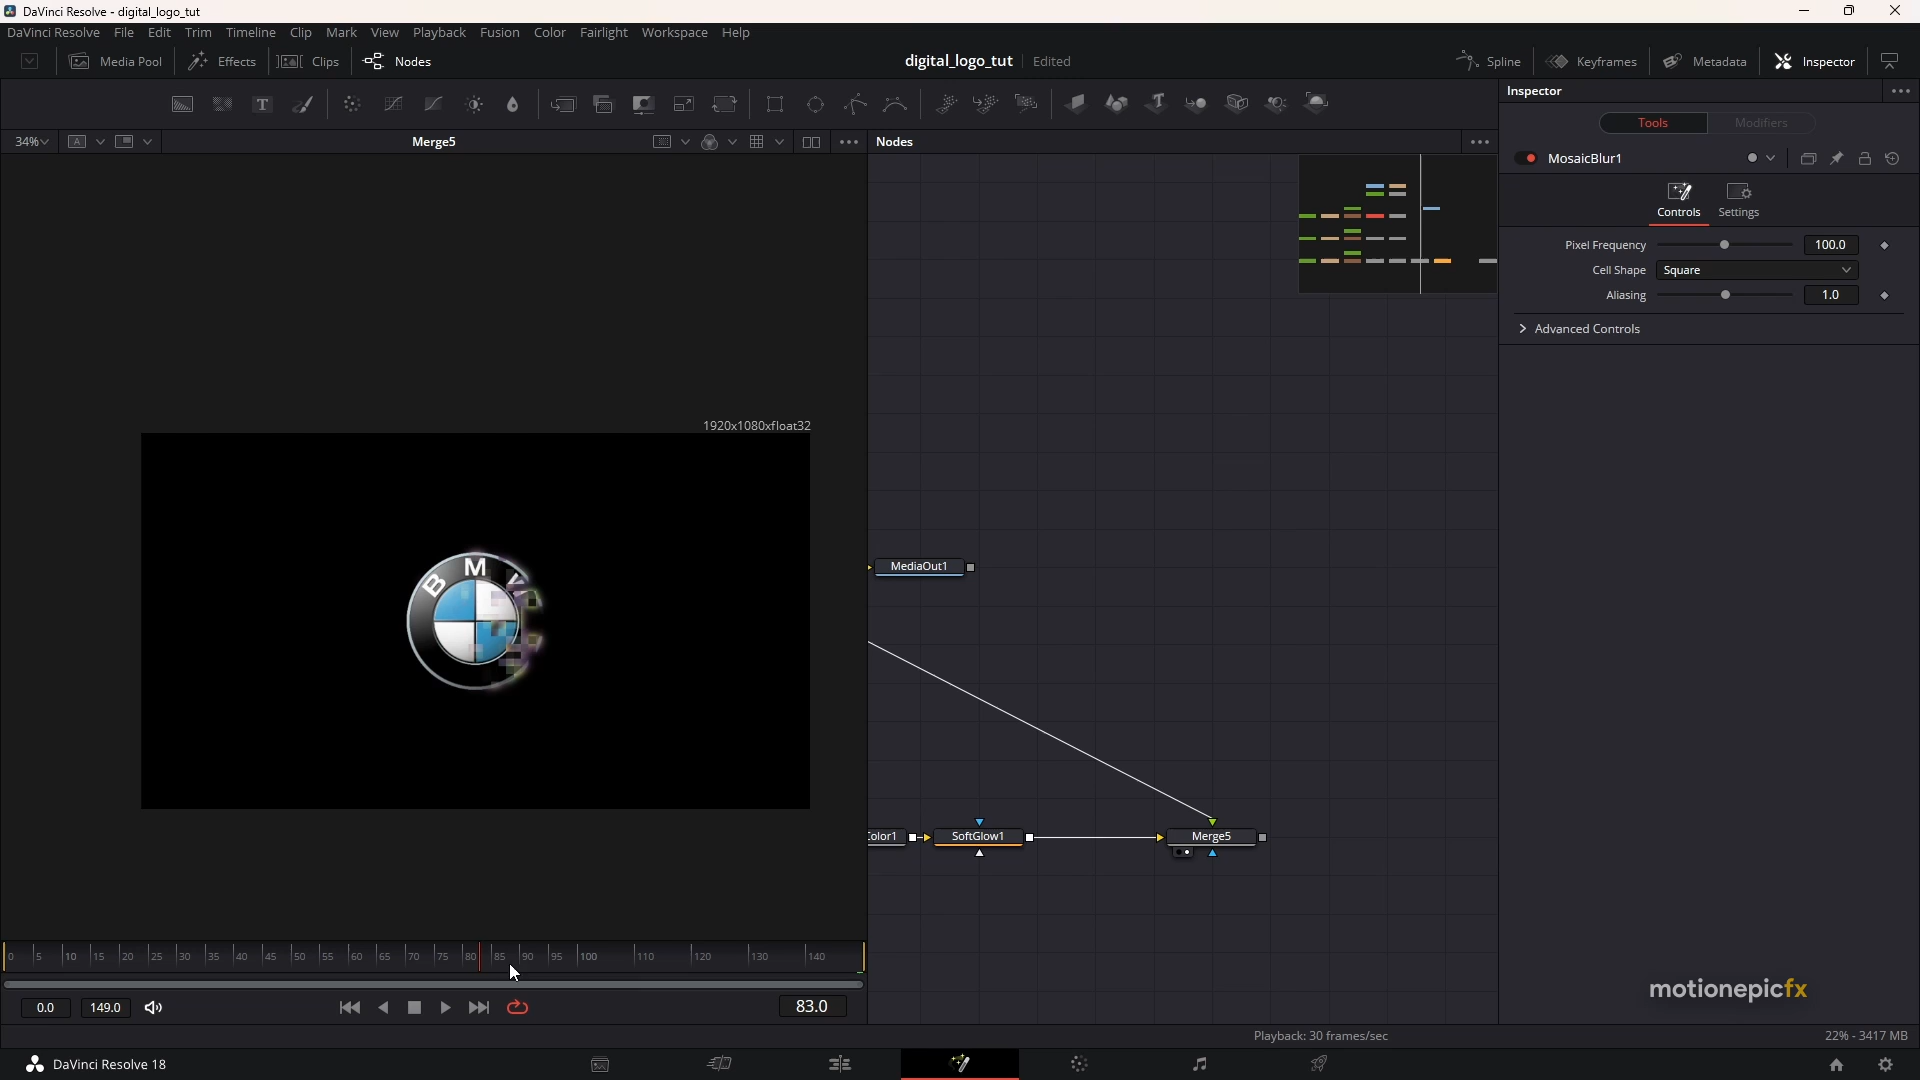 DaVinci Resolve - digital_logo_tut
DaVinci Resolve File Edit Trim Timeline Clip Mark View Playback Fusion Color Fairlight Workspace Help
Media Pool Effects Clips Nodes digital_logo_tut Edited Spline Keyframes Metadata Inspector
T T
Inspector
Tools Modifiers
34% A Merge5 Nodes
MosaicBlur1
Controls Settings
Pixel Frequency 100.0
Cell Shape Square
Aliasing 1.0
Advanced Controls
1920x1080xfloat32
B M
MediaOut1
Color1 SoftGlow1 Merge5
0 5 10 15 20 25 30 35 40 45 50 55 60 65 70 75 80 85 90 95 100 110 120 130 140
0.0 149.0 83.0
motionepicfx
Playback: 30 frames/sec 22% - 3417 MB
DaVinci Resolve 18